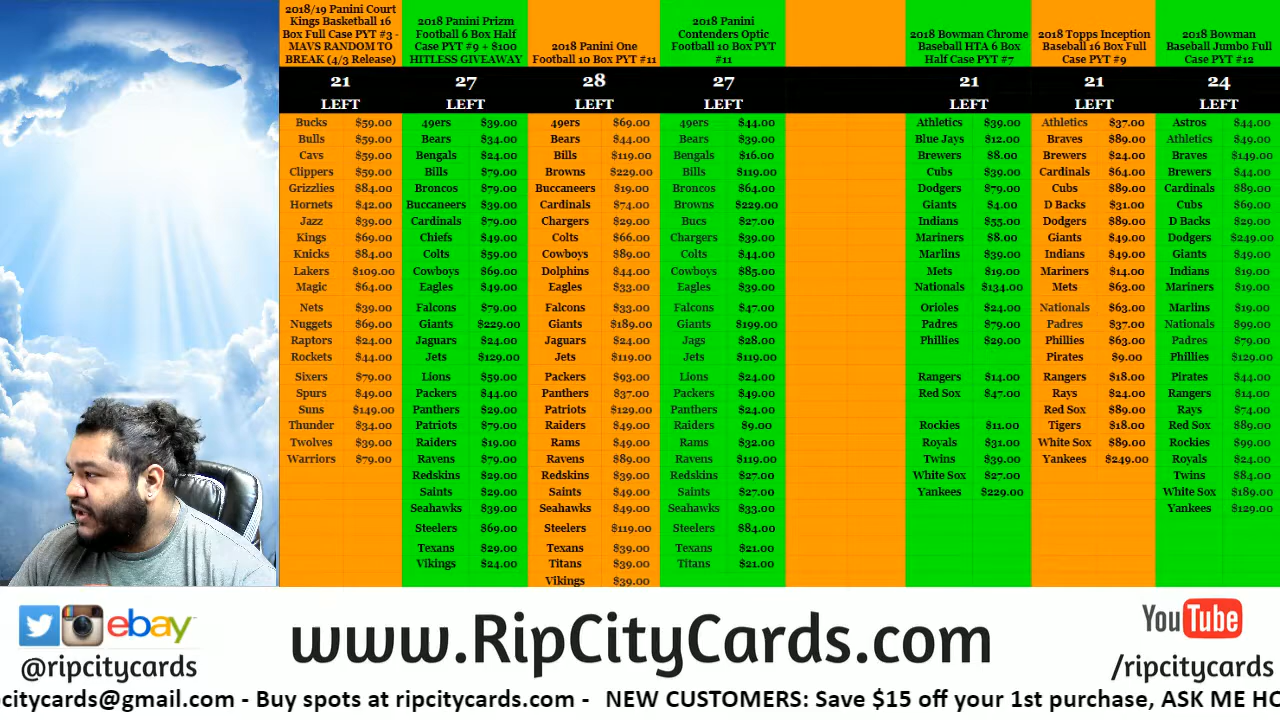 2018/19 Panini Court
Kings Basketball 16
Box Full Case PYT #3 -
MAVS RANDOM TO
BREAK (4/3 Release)
21
LEFT
Bucks $59.00
Bulls $59.00
Cavs $59.00
Clippers $59.00
Grizzlies $84.00
Hornets $42.00
Jazz $39.00
Kings $69.00
Knicks $84.00
Lakers $109.00
Magic $64.00
Nets $39.00
Nuggets $69.00
Raptors $24.00
Rockets $44.00
Sixers $79.00
Spurs $49.00
Suns $149.00
Thunder $34.00
Twolves $39.00
Warriors $79.00
2018 Panini Prizm
Football 6 Box Half
Case PYT #9 + $100
HITLESS GIVEAWAY
27
LEFT
49ers $39.00
Bears $34.00
Bengals $24.00
Bills $79.00
Broncos $79.00
Buccaneers $39.00
Cardinals $79.00
Chiefs $49.00
Colts $59.00
Cowboys $69.00
Eagles $49.00
Falcons $79.00
Giants $229.00
Jaguars $24.00
Jets $129.00
Lions $59.00
Packers $44.00
Panthers $29.00
Patriots $79.00
Raiders $19.00
Ravens $79.00
Redskins $29.00
Saints $29.00
Seahawks $39.00
Steelers $69.00
Texans $29.00
Vikings $24.00
2018 Panini One
Football 10 Box PYT #11
28
LEFT
49ers $69.00
Bears $44.00
Bills $119.00
Browns $229.00
Buccaneers $19.00
Cardinals $74.00
Chargers $29.00
Colts $66.00
Cowboys $89.00
Dolphins $44.00
Eagles $33.00
Falcons $33.00
Giants $189.00
Jaguars $24.00
Jets $119.00
Packers $93.00
Panthers $37.00
Patriots $129.00
Raiders $49.00
Rams $49.00
Ravens $89.00
Redskins $39.00
Saints $49.00
Seahawks $49.00
Steelers $119.00
Texans $39.00
Titans $39.00
Vikings $39.00
2018 Panini
Contenders Optic
Football 10 Box PYT
#11
27
LEFT
49ers $44.00
Bears $39.00
Bengals $16.00
Bills $119.00
Broncos $64.00
Browns $229.00
Bucs $27.00
Chargers $39.00
Colts $44.00
Cowboys $85.00
Eagles $39.00
Falcons $47.00
Giants $199.00
Jags $28.00
Jets $119.00
Lions $24.00
Packers $49.00
Panthers $24.00
Raiders $9.00
Rams $32.00
Ravens $119.00
Redskins $27.00
Saints $27.00
Seahawks $33.00
Steelers $84.00
Texans $21.00
Titans $21.00
2018 Bowman Chrome
Baseball HTA 6 Box
Half Case PYT #7
21
LEFT
Athletics $39.00
Blue Jays $12.00
Brewers $8.00
Cubs $39.00
Dodgers $79.00
Giants $4.00
Indians $55.00
Mariners $8.00
Marlins $39.00
Mets $19.00
Nationals $134.00
Orioles $24.00
Padres $79.00
Phillies $29.00
Rangers $14.00
Red Sox $47.00
Rockies $11.00
Royals $31.00
Twins $39.00
White Sox $27.00
Yankees $229.00
2018 Topps Inception
Baseball 16 Box Full
Case PYT #9
21
LEFT
Athletics $37.00
Braves $89.00
Brewers $24.00
Cardinals $64.00
Cubs $89.00
D Backs $31.00
Dodgers $89.00
Giants $49.00
Indians $49.00
Mariners $14.00
Mets $63.00
Nationals $63.00
Padres $37.00
Phillies $63.00
Pirates $9.00
Rangers $18.00
Rays $24.00
Red Sox $89.00
Tigers $18.00
White Sox $89.00
Yankees $249.00
2018 Bowman
Baseball Jumbo Full
Case PYT #12
24
LEFT
Astros $44.00
Athletics $49.00
Braves $149.00
Brewers $44.00
Cardinals $89.00
Cubs $69.00
D Backs $29.00
Dodgers $249.00
Giants $49.00
Indians $19.00
Mariners $19.00
Marlins $19.00
Nationals $99.00
Padres $79.00
Phillies $129.00
Pirates $44.00
Rangers $14.00
Rays $74.00
Red Sox $89.00
Rockies $99.00
Royals $24.00
Twins $84.00
White Sox $189.00
Yankees $129.00
ebay
@ripcitycards
www.RipCityCards.com
YouTube
/ripcitycards
citycards@gmail.com - Buy spots at ripcitycards.com - NEW CUSTOMERS: Save $15 off your 1st purchase, ASK ME HO